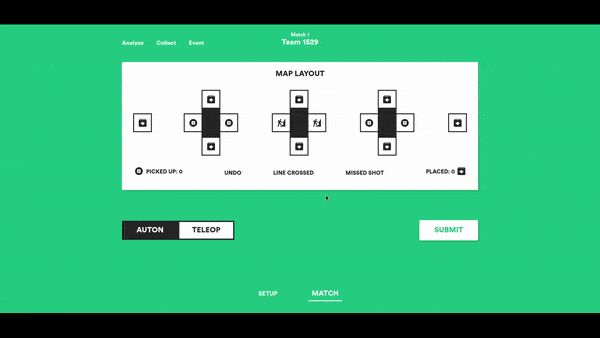 Match 1
Analyze Collect Event Team 1529
MAP LAYOUT
PICKED UP: 0 UNDO LINE CROSSED MISSED SHOT PLACED: 0
AUTON TELEOP SUBMIT
SETUP MATCH